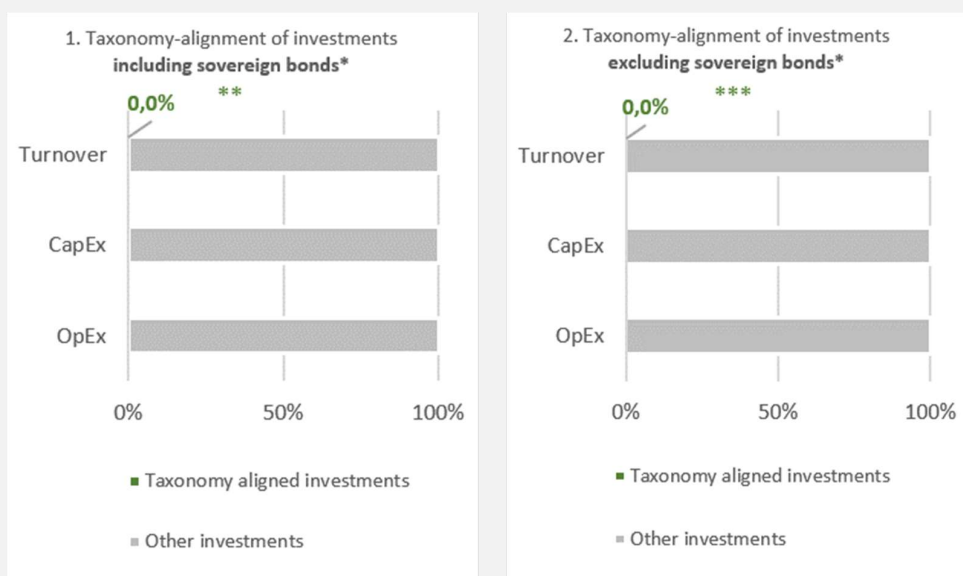 1. Taxonomy-alignment of investments
including sovereign bonds*
**
0,0%
Turnover
CapEx
OpEx
0%
50%
100%
Taxonomy aligned investments
Other investments
2. Taxonomy-alignment of investments
excluding sovereign bonds*
***
0,0%
Turnover
CapEx
OpEx
0%
50%
100%
Taxonomy aligned investments
Other investments